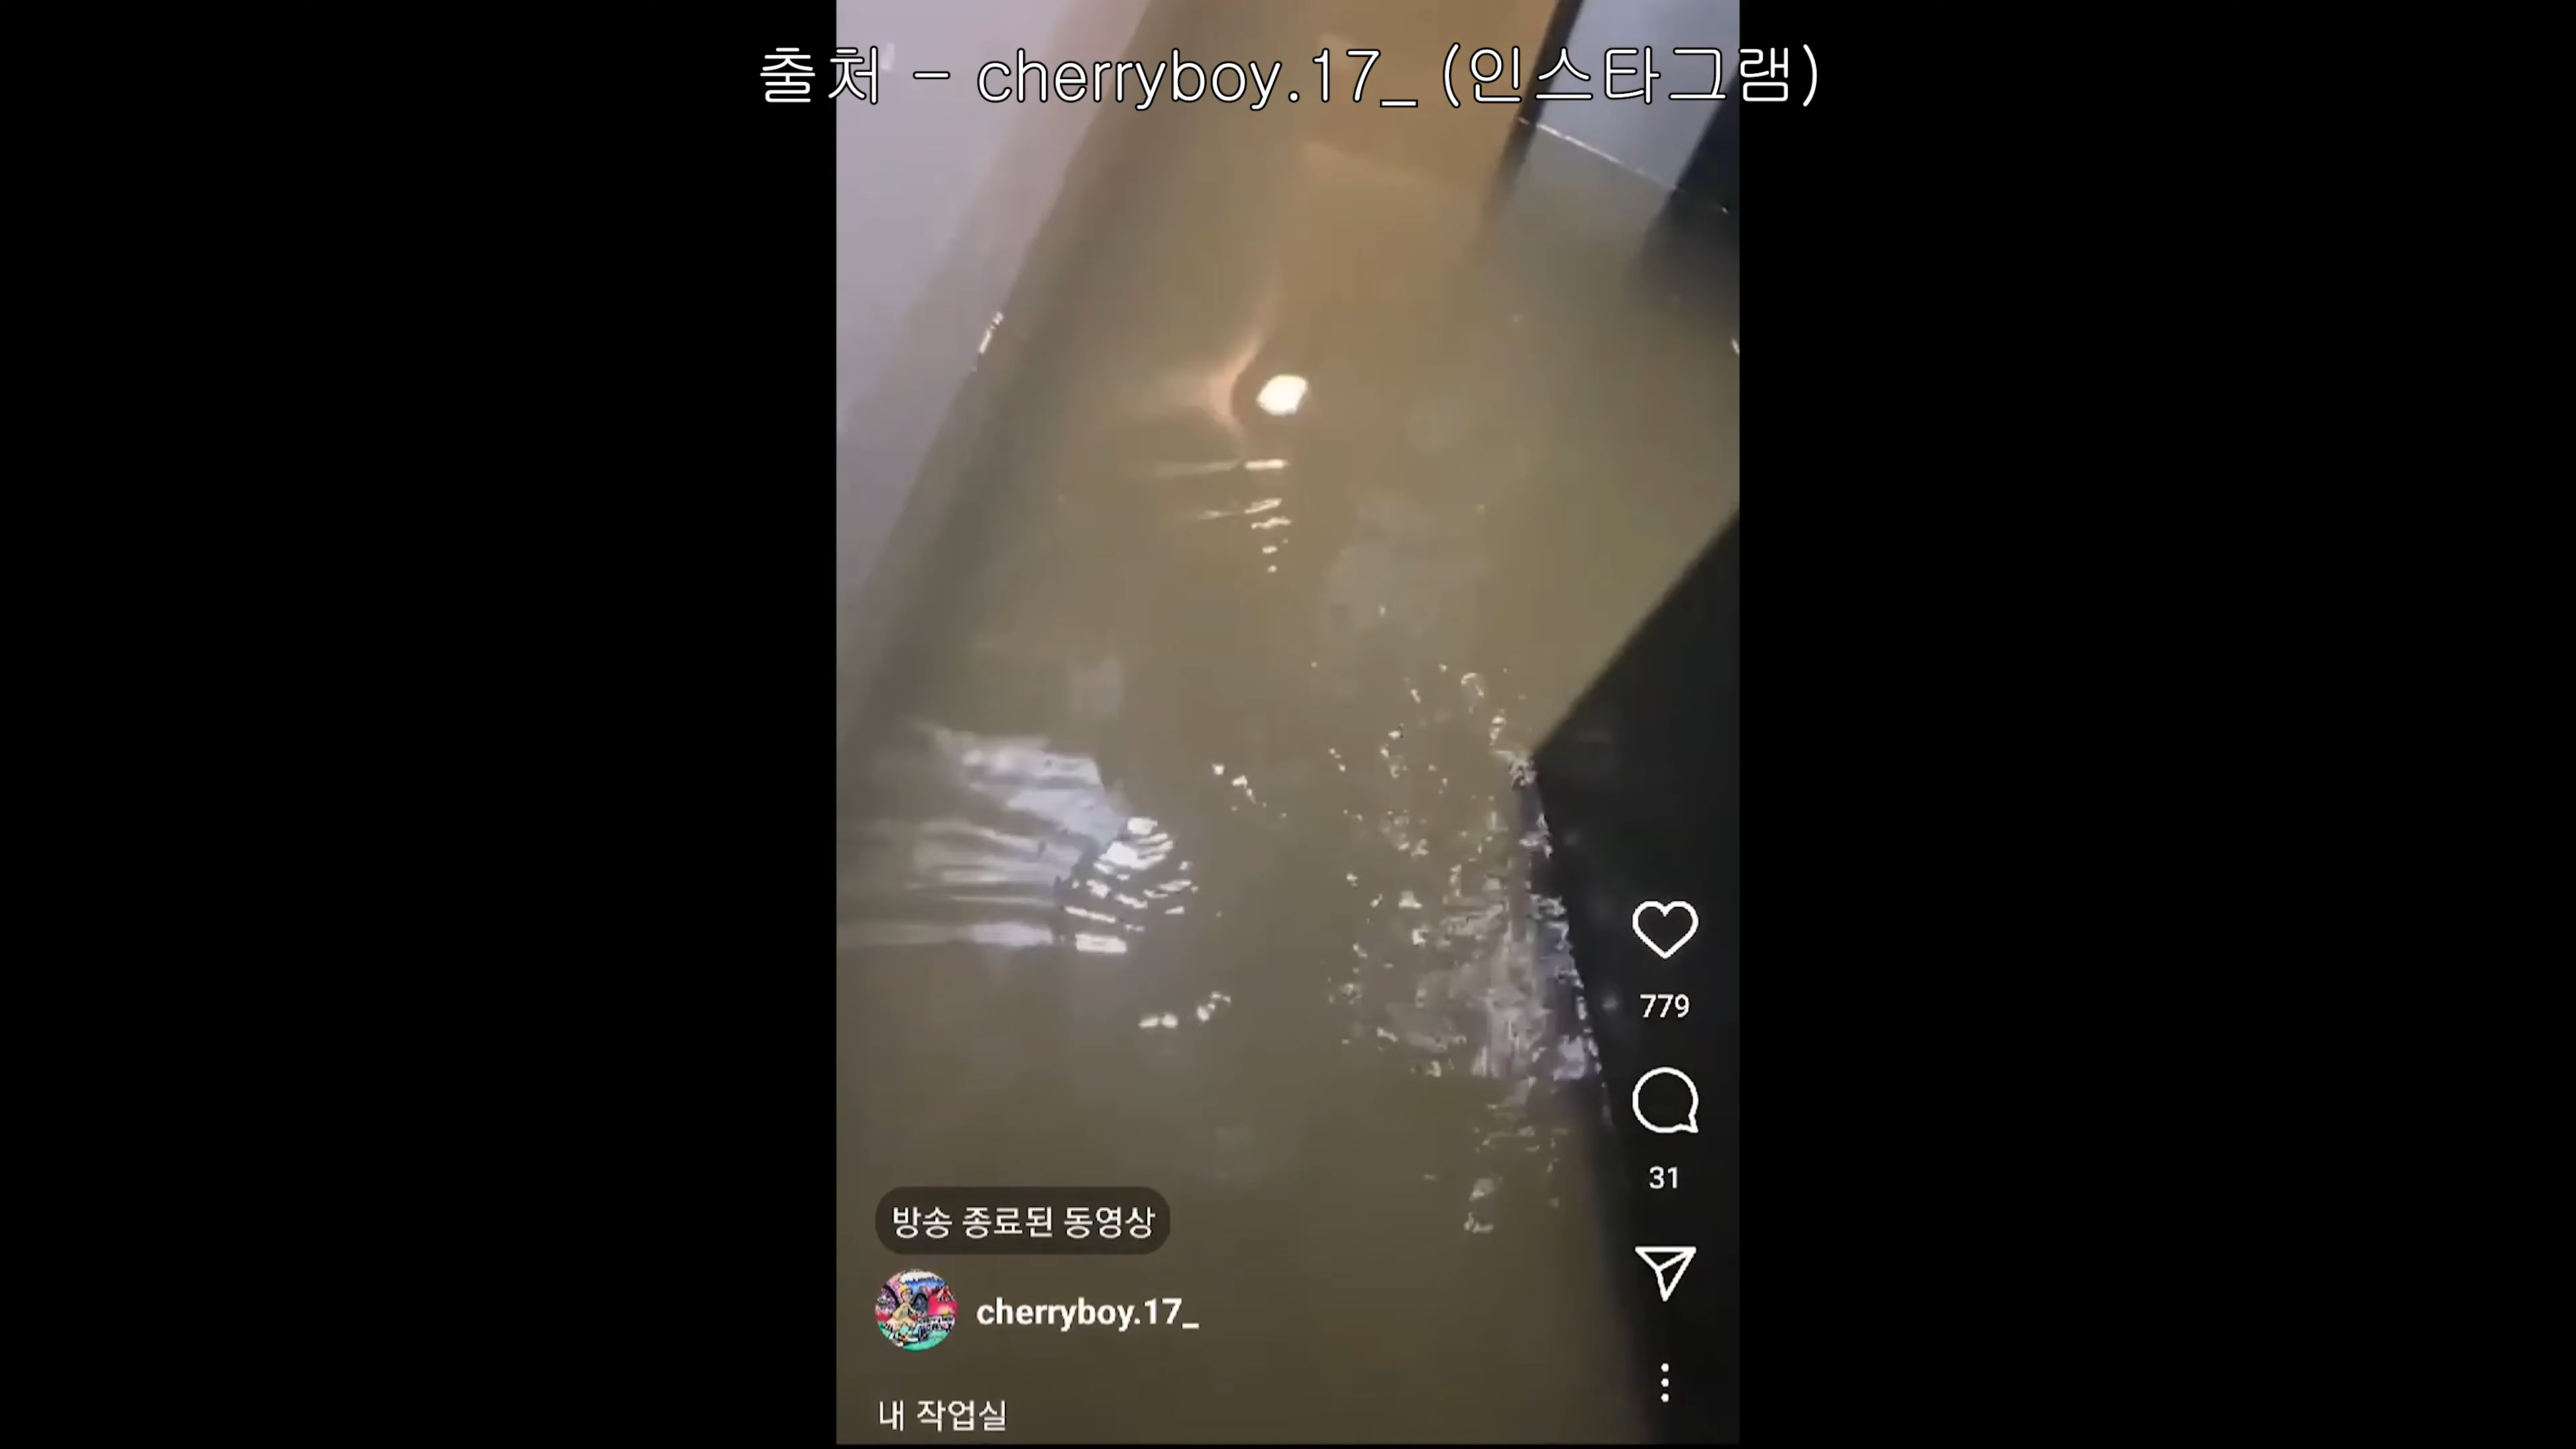 출처 - cherryboy.17_ (인스타그램)
779
31
방송 종료된 동영상
cherryboy.17_
내 작업실